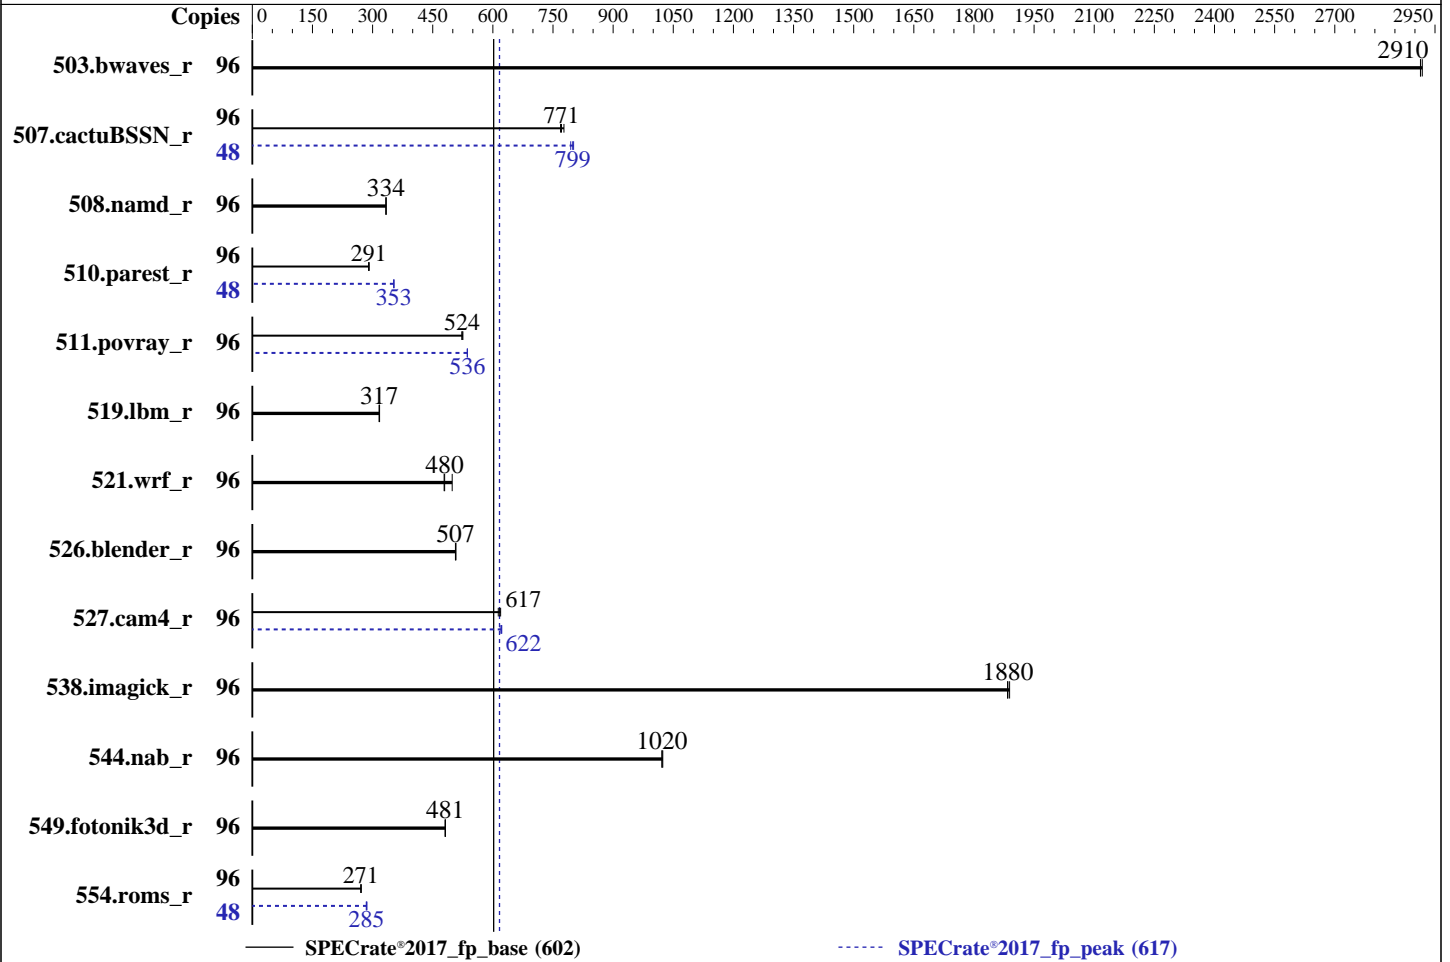 Copies 0 150 300 450 600 750 900 1050 1200 1350 1500 1650 1800 1950 2100 2250 2400 2550 2700 2950
503.bwaves_r 96 2910
507.cactuBSSN_r 96 771
48 799
508.namd_r 96 334
510.parest_r 96 291
48 353
511.povray_r 96 524
536
519.lbm_r 96 317
521.wrf_r 96 480
526.blender_r 96 507
527.cam4_r 96 617
622
538.imagick_r 96 1880
544.nab_r 96 1020
549.fotonik3d_r 96 481
554.roms_r 96 271
48 285
SPECrate®2017_fp_base (602) SPECrate®2017_fp_peak (617)